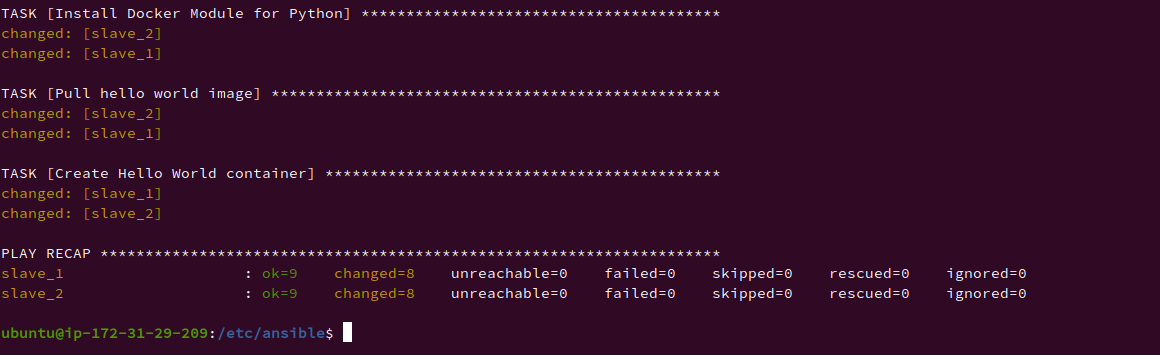 TASK [Install Docker Module for Python] ****************************************
changed: [slave_2]
changed: [slave_1]
TASK [Pull hello world image] **************************************************
changed: [slave_2]
changed: [slave_1]
TASK [Create Hello World container] ********************************************
changed: [slave_1]
changed: [slave_2]
PLAY RECAP *********************************************************************
slave_1                    : ok=9    changed=8    unreachable=0    failed=0    skipped=0    rescued=0    ignored=0
slave_2                    : ok=9    changed=8    unreachable=0    failed=0    skipped=0    rescued=0    ignored=0
ubuntu@ip-172-31-29-209:/etc/ansible$